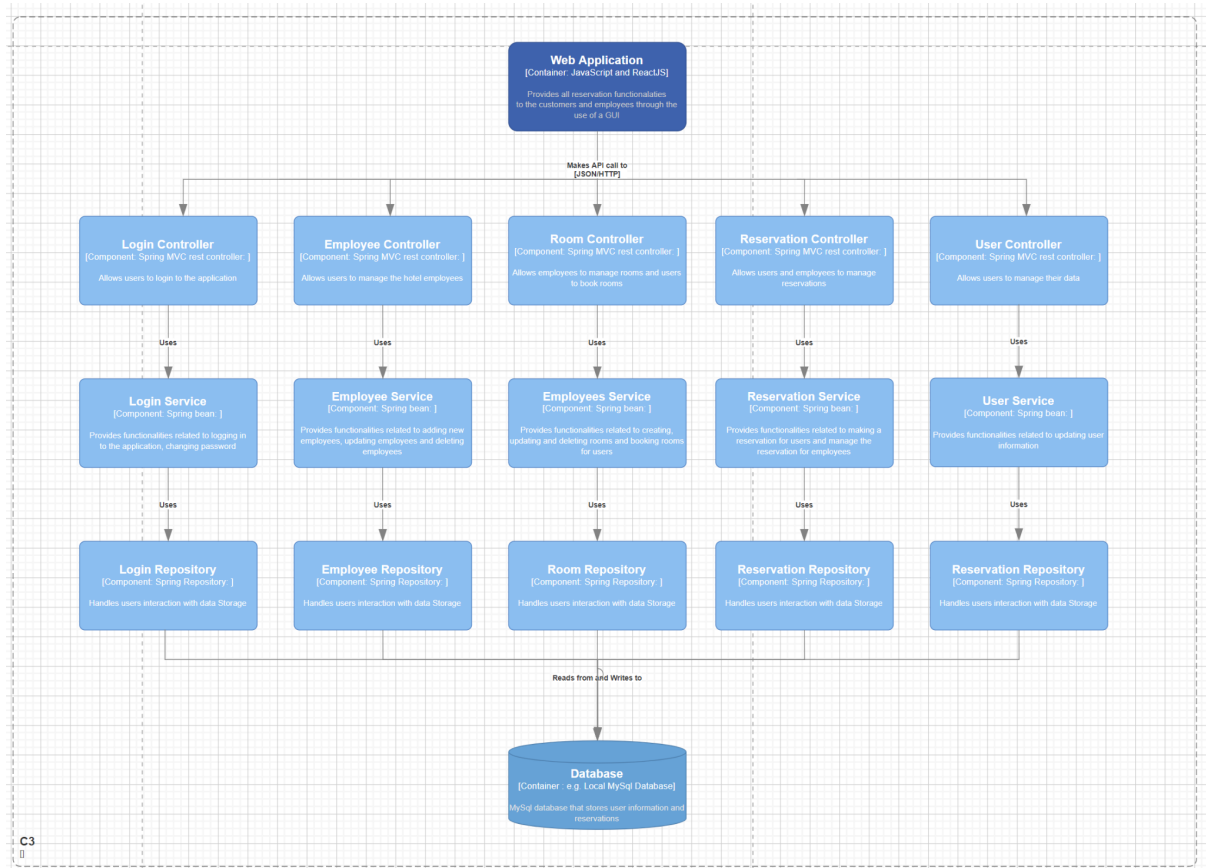 Web Application
[Container: JavaScript and ReactJS]
Provides all reservation functionalaties
to the customers and employees through the
use of a GUI
Makes API call to
[JSON/HTTP]
Login Controller
[Component: Spring MVC rest controller: ]
Allows users to login to the application
Employee Controller
[Component: Spring MVC rest controller: ]
Allows users to manage the hotel employees
Room Controller
[Component: Spring MVC rest controller: ]
Allows employees to manage rooms and users
to book rooms
Reservation Controller
[Component: Spring MVC rest controller: ]
Allows users and employees to manage
reservations
User Controller
[Component: Spring MVC rest controller: ]
Allows users to manage their data
Uses
Uses
Uses
Uses
Uses
Login Service
[Component: Spring bean: ]
Provides functionalities related to logging in
to the application, changing password
Employee Service
[Component: Spring bean: ]
Provides functionalities related to adding new
employees, updating employees and deleting
employees
Employees Service
[Component: Spring bean: ]
Provides functionalities related to creating,
updating and deleting rooms and booking rooms
for users
Reservation Service
[Component: Spring bean: ]
Provides functionalities related to making a
reservation for users and manage the
reservation for employees
User Service
[Component: Spring bean: ]
Provides functionalities related to updating user
information
Uses
Uses
Uses
Uses
Uses
Login Repository
[Component: Spring Repository: ]
Handles users interaction with data Storage
Employee Repository
[Component: Spring Repository: ]
Handles users interaction with data Storage
Room Repository
[Component: Spring Repository: ]
Handles users interaction with data Storage
Reservation Repository
[Component: Spring Repository: ]
Handles users interaction with data Storage
Reservation Repository
[Component: Spring Repository: ]
Handles users interaction with data Storage
Reads from and Writes to
Database
[Container : e.g. Local MySql Database]
MySql database that stores user information and
reservations
C3
[]